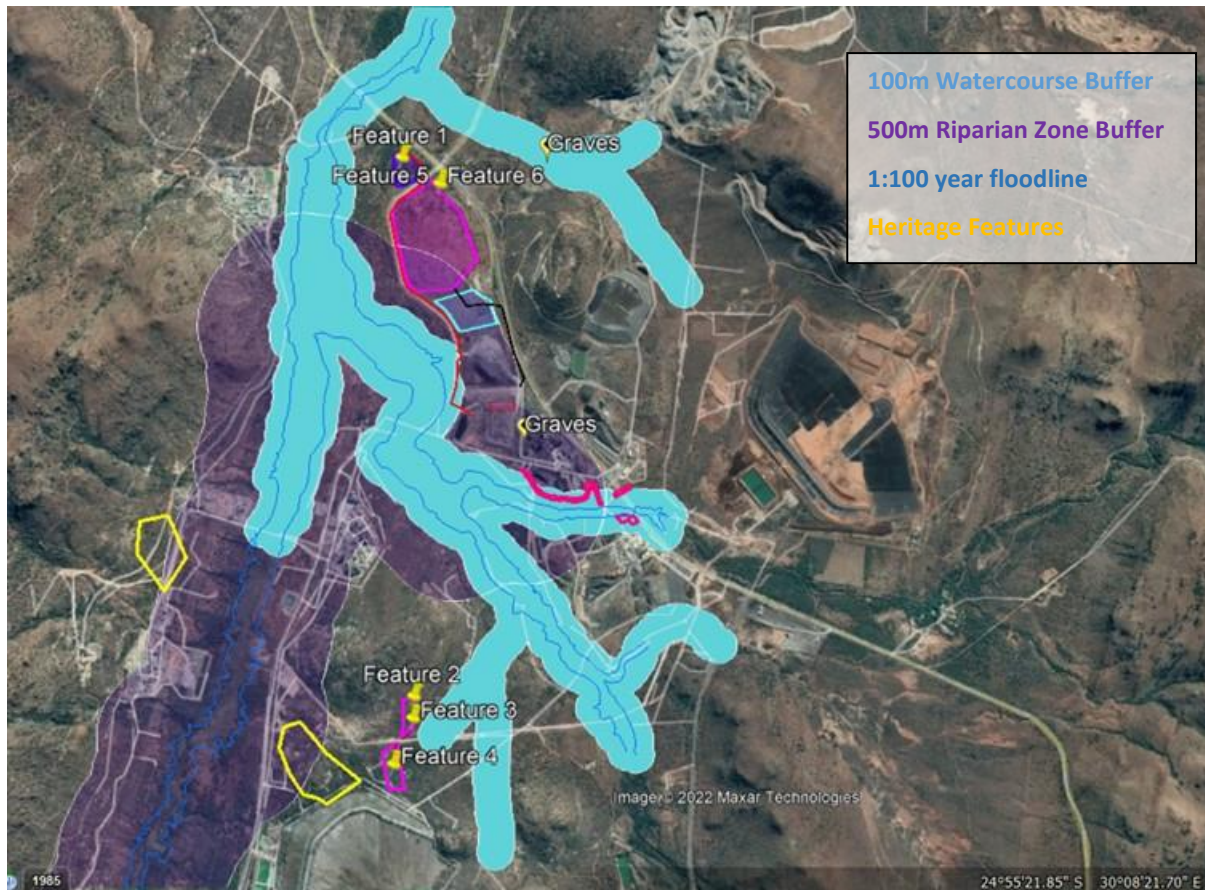 100m Watercourse Buffer
500m Riparian Zone Buffer
1:100 year floodline
Heritage Features
Feature 1
Graves
Feature 5
Feature 6
Graves
Feature 2
Feature 3
Feature 4
Image © 2022 Maxar Technologies
1985
24°55'21.85" S 30°08'21.70" E